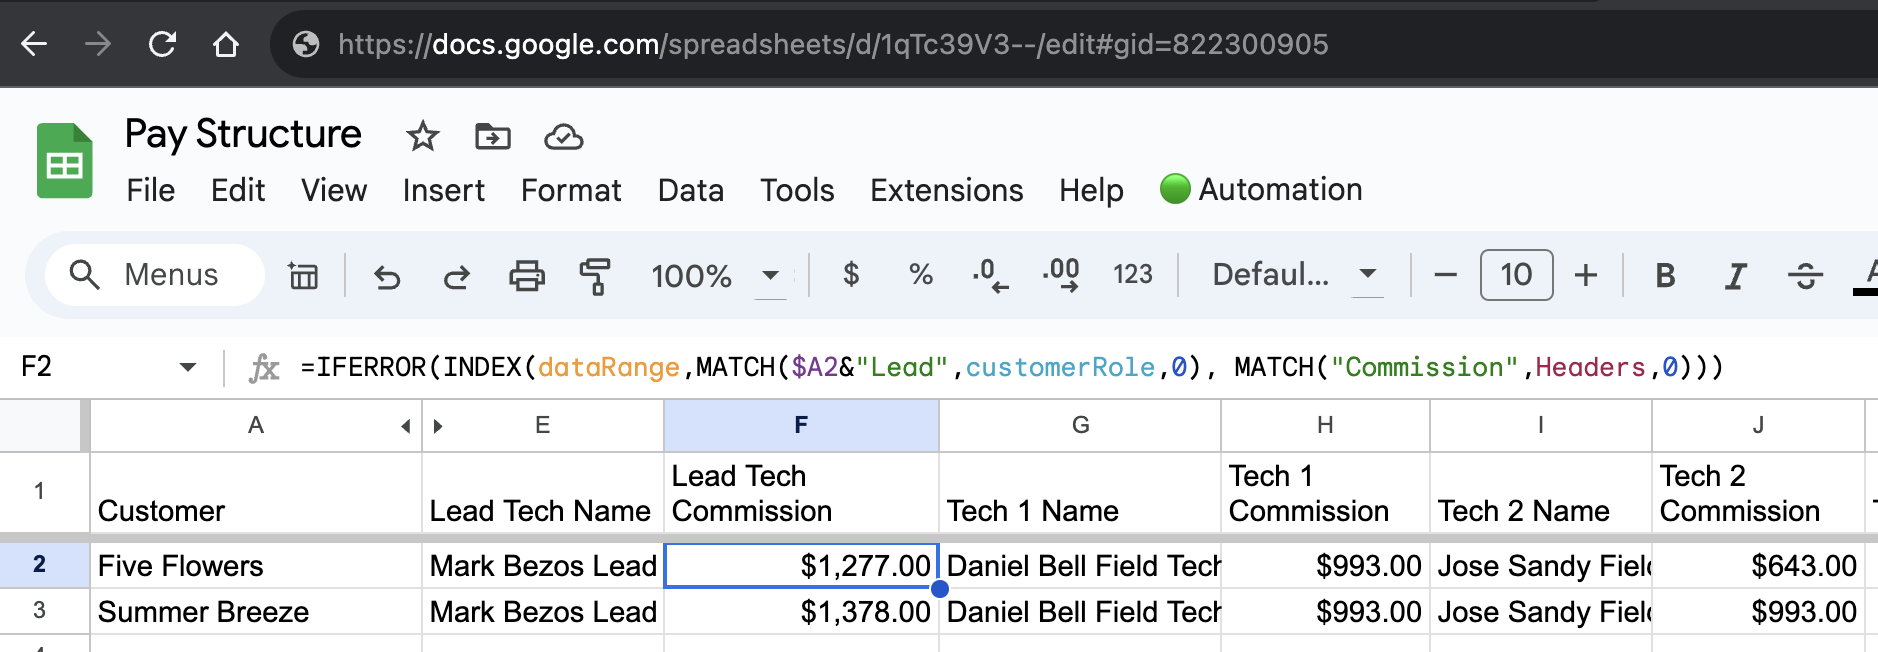 https://docs.google.com/spreadsheets/d/1qTc39V3--/edit#gid=822300905
Pay Structure
File Edit View Insert Format Data Tools Extensions Help Automation
Menus 100% $ % .0 .00 123 Defaul... − 10 + B I S A
F2 fx =IFERROR(INDEX(dataRange,MATCH($A2&"Lead",customerRole,0), MATCH("Commission",Headers,0)))
A E F G H I J
1 Customer Lead Tech Name Lead Tech Commission Tech 1 Name Tech 1 Commission Tech 2 Name Tech 2 Commission
2 Five Flowers Mark Bezos Lead $1,277.00 Daniel Bell Field Tech $993.00 Jose Sandy Fiel $643.00
3 Summer Breeze Mark Bezos Lead $1,378.00 Daniel Bell Field Tech $993.00 Jose Sandy Fiel $993.00